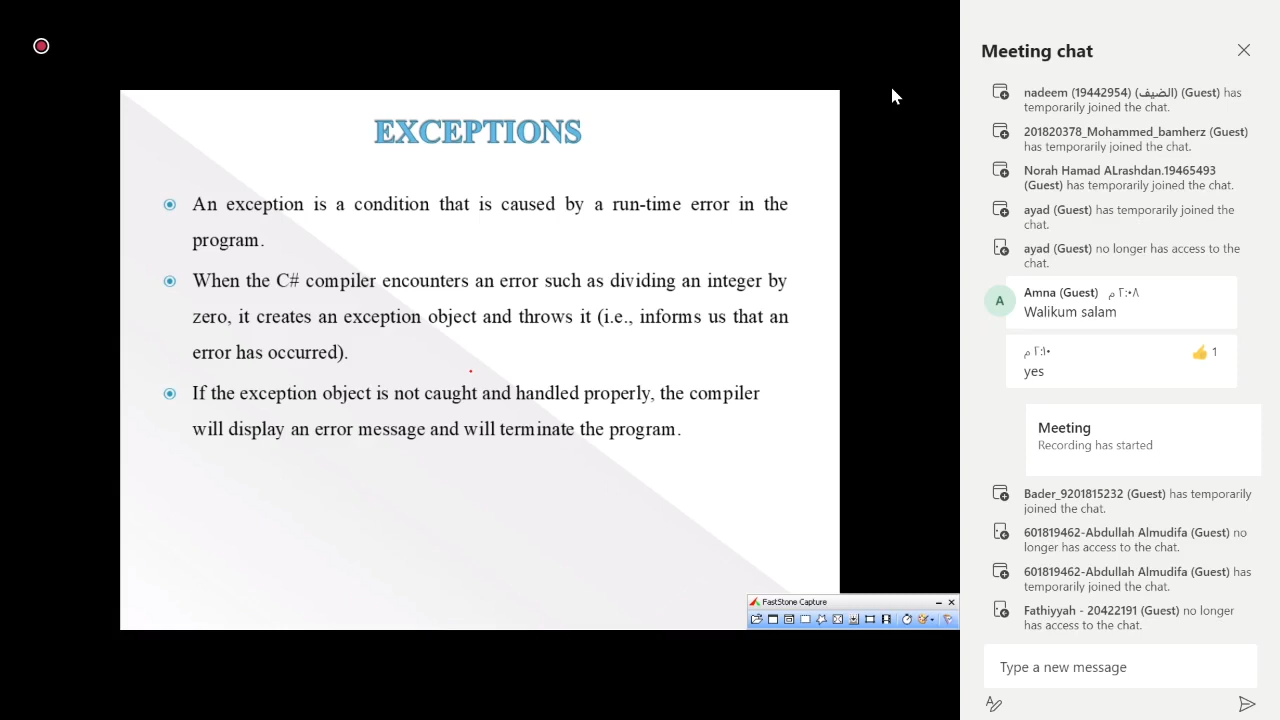 EXCEPTIONS
An exception is a condition that is caused by a run-time error in the
program.
When the C# compiler encounters an error such as dividing an integer by
zero, it creates an exception object and throws it (i.e., informs us that an
error has occurred).
If the exception object is not caught and handled properly, the compiler
will display an error message and will terminate the program.
FastStone Capture
Meeting chat
nadeem (19442954) (الضيف) (Guest) has
temporarily joined the chat.
201820378_Mohammed_bamherz (Guest)
has temporarily joined the chat.
Norah Hamad ALrashdan.19465493
(Guest) has temporarily joined the chat.
ayad (Guest) has temporarily joined the
chat.
ayad (Guest) no longer has access to the
chat.
A
Amna (Guest) ٢:٠٨ م
Walikum salam
٢:١٠ م
1
yes
Meeting
Recording has started
Bader_9201815232 (Guest) has temporarily
joined the chat.
601819462-Abdullah Almudifa (Guest) no
longer has access to the chat.
601819462-Abdullah Almudifa (Guest) has
temporarily joined the chat.
Fathiyyah - 20422191 (Guest) no longer
has access to the chat.
Type a new message